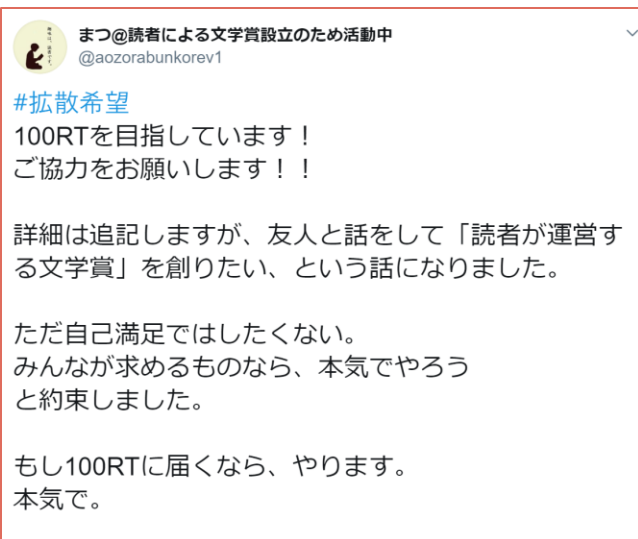 まつ@読者による文学賞設立のため活動中
@aozorabunkorev1
#拡散希望
100RTを目指しています！
ご協力をお願いします！！
詳細は追記しますが、友人と話をして「読者が運営す
る文学賞」を創りたい、という話になりました。
ただ自己満足ではしたくない。
みんなが求めるものなら、本気でやろう
と約束しました。
もし100RTに届くなら、やります。
本気で。